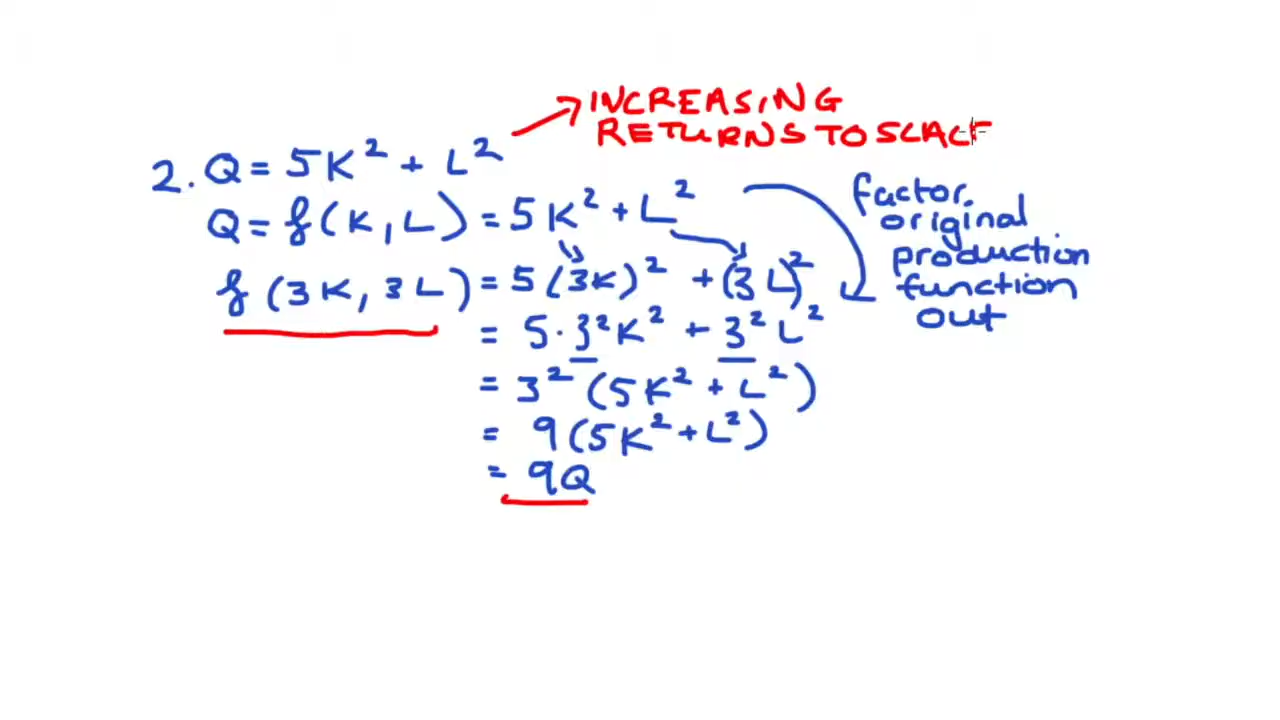 INCREASING
RETURNS TO SCLACE
2. Q = 5K² + L²
Q = f(K, L) = 5K² + L²
f(3K, 3L) = 5(3K)² + (3L)²
= 5·3²K² + 3²L²
= 3²(5K² + L²)
= 9(5K² + L²)
= 9Q
factor
original
production
function
out